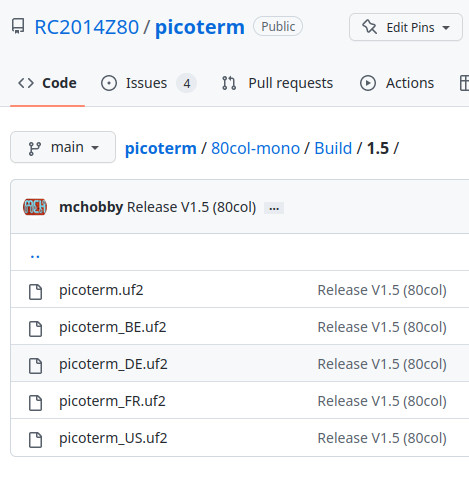 RC2014Z80 / picoterm Public Edit Pins
Code Issues 4 Pull requests Actions
main picoterm / 80col-mono / Build / 1.5 /
mchobby Release V1.5 (80col) ...
..
picoterm.uf2 Release V1.5 (80col)
picoterm_BE.uf2 Release V1.5 (80col)
picoterm_DE.uf2 Release V1.5 (80col)
picoterm_FR.uf2 Release V1.5 (80col)
picoterm_US.uf2 Release V1.5 (80col)